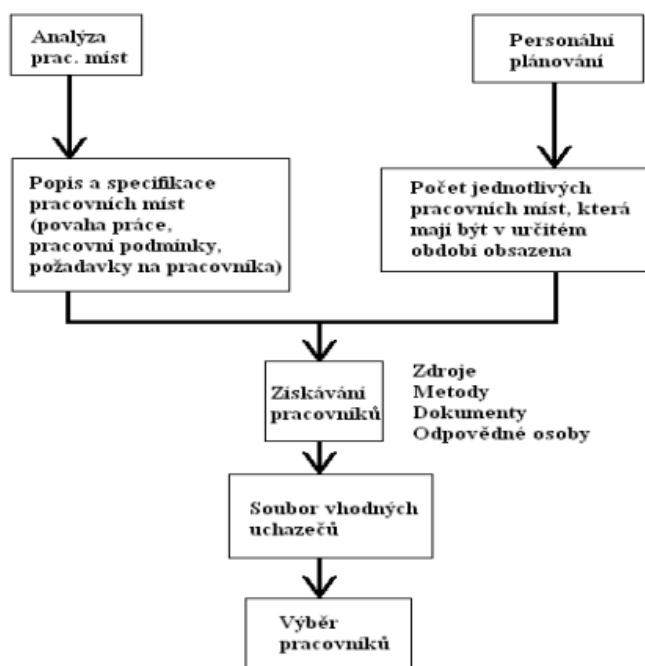 Analýza
prac. míst
Personální
plánování
Popis a specifikace
pracovních míst
(povaha práce,
pracovní podmínky,
požadavky na pracovníka)
Počet jednotlivých
pracovních míst, která
mají být v určitém
období obsazena
Získávání
pracovníků
Zdroje
Metody
Dokumenty
Odpovědné osoby
Soubor vhodných
uchazečů
Výběr
pracovníků